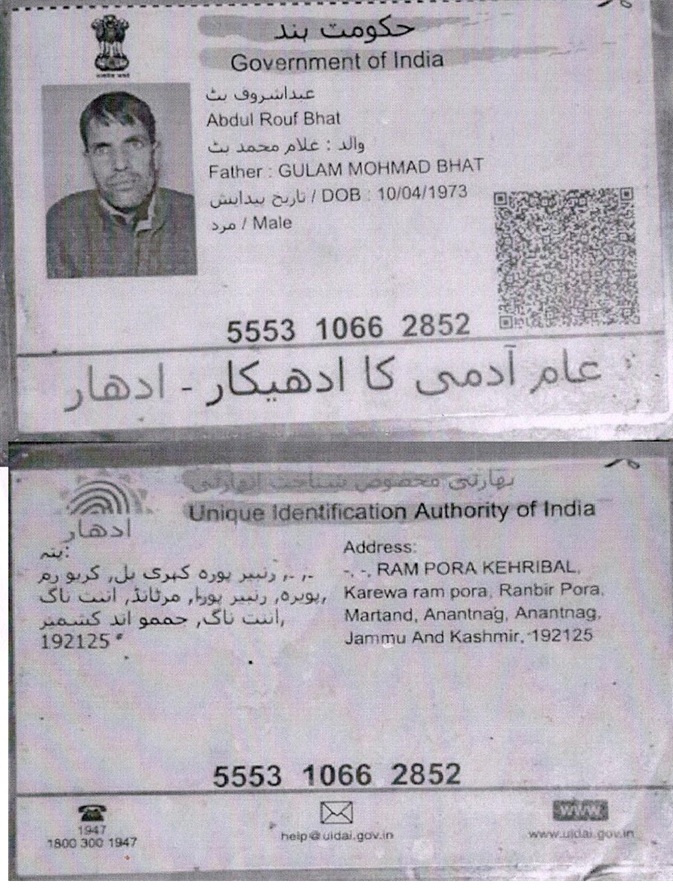 حکومت ہند
Government of India
عبدالروف بٹ
Abdul Rouf Bhat
والد : غلام محمد بٹ
Father : GULAM MOHMAD BHAT
تاریخ پیدایش / DOB : 10/04/1973
مرد / Male
5553 1066 2852
عام آدمی کا ادھیکار - ادھار
بھارتی مخصوص شناخت اتھارٹی
Unique Identification Authority of India
ادھار
پتہ:
-, -, رنبیر پورہ کہری بل, کریو رم
پویرہ, رنبیر پورا, مرٹانڈ, اننت ناگ,
اننت ناگ, جممو اند کشمیر,
192125
Address:
-, -, RAM PORA KEHRIBAL,
Karewa ram pora, Ranbir Pora,
Martand, Anantnag, Anantnag,
Jammu And Kashmir, 192125
5553 1066 2852
1947
1800 300 1947
help@uidai.gov.in
WWW
www.uidai.gov.in